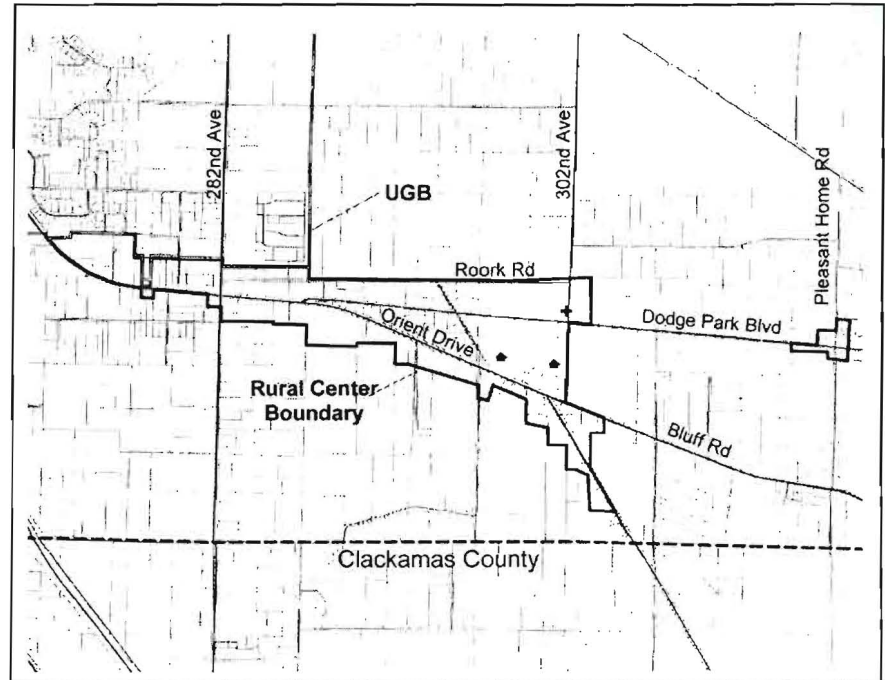 282nd Ave
302nd Ave
Pleasant Home Rd
UGB
Roork Rd
Dodge Park Blvd
Orient Drive
Rural Center
Boundary
Bluff Rd
Clackamas County